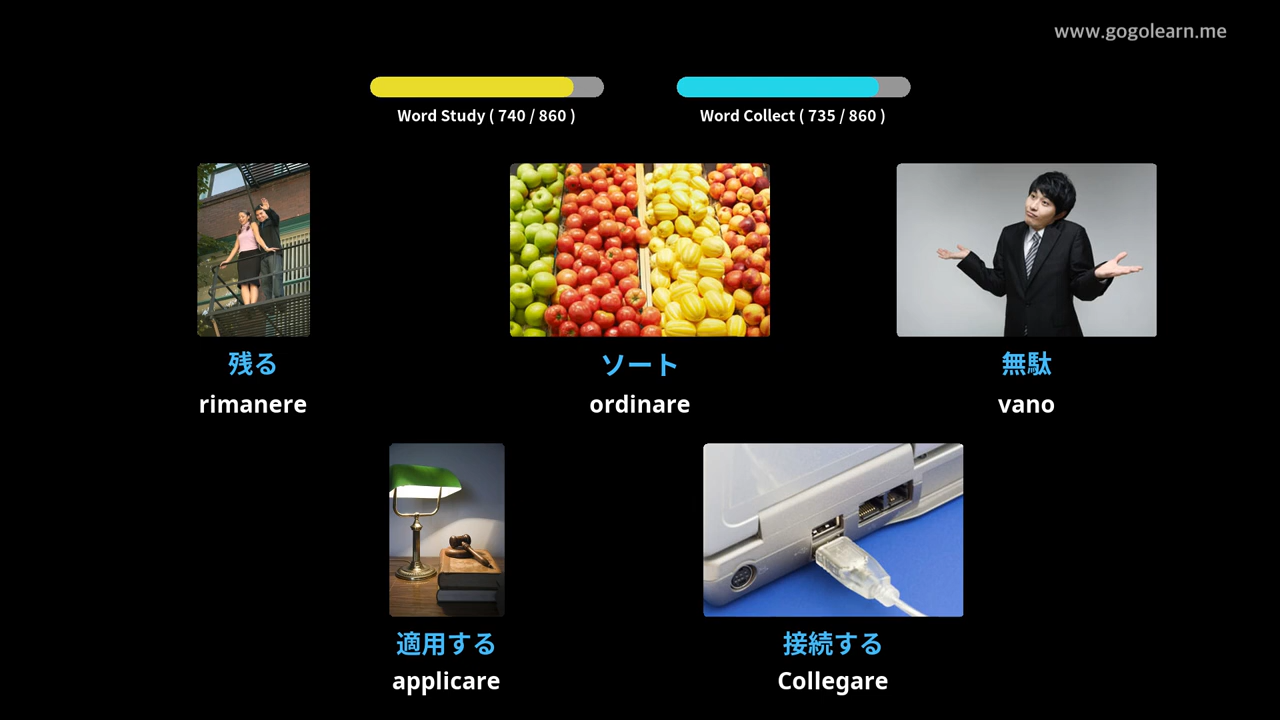 www.gogolearn.me
Word Study ( 740 / 860 )
Word Collect ( 735 / 860 )
残る
rimanere
ソート
ordinare
無駄
vano
適用する
applicare
接続する
Collegare